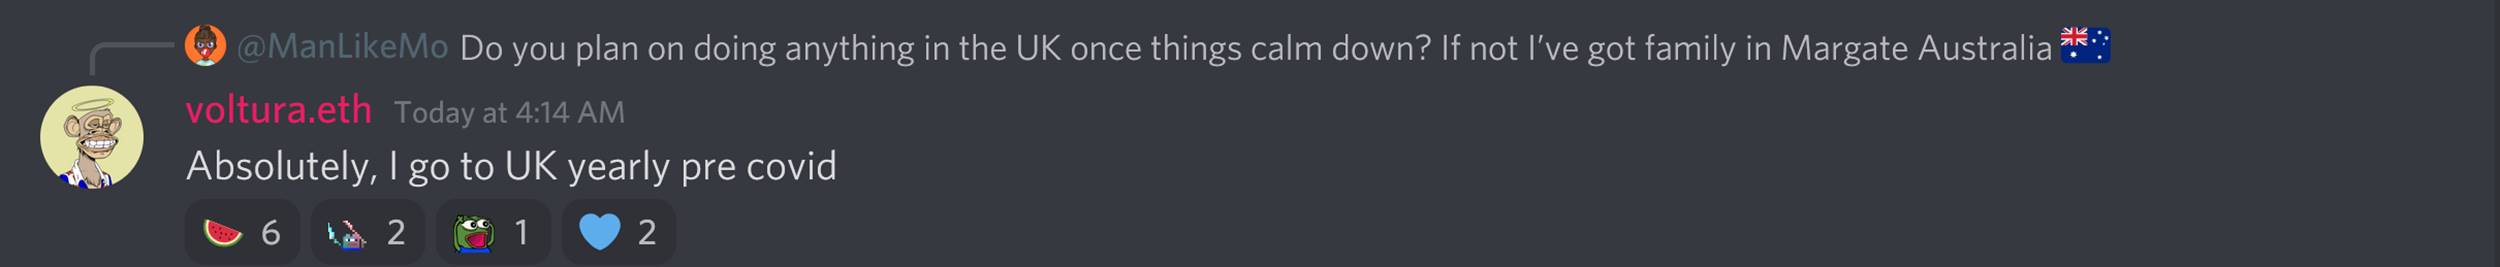 @ManLikeMo Do you plan on doing anything in the UK once things calm down? If not I’ve got family in Margate Australia 🇦🇺
voltura.eth Today at 4:14 AM
Absolutely, I go to UK yearly pre covid
6 2 1 2